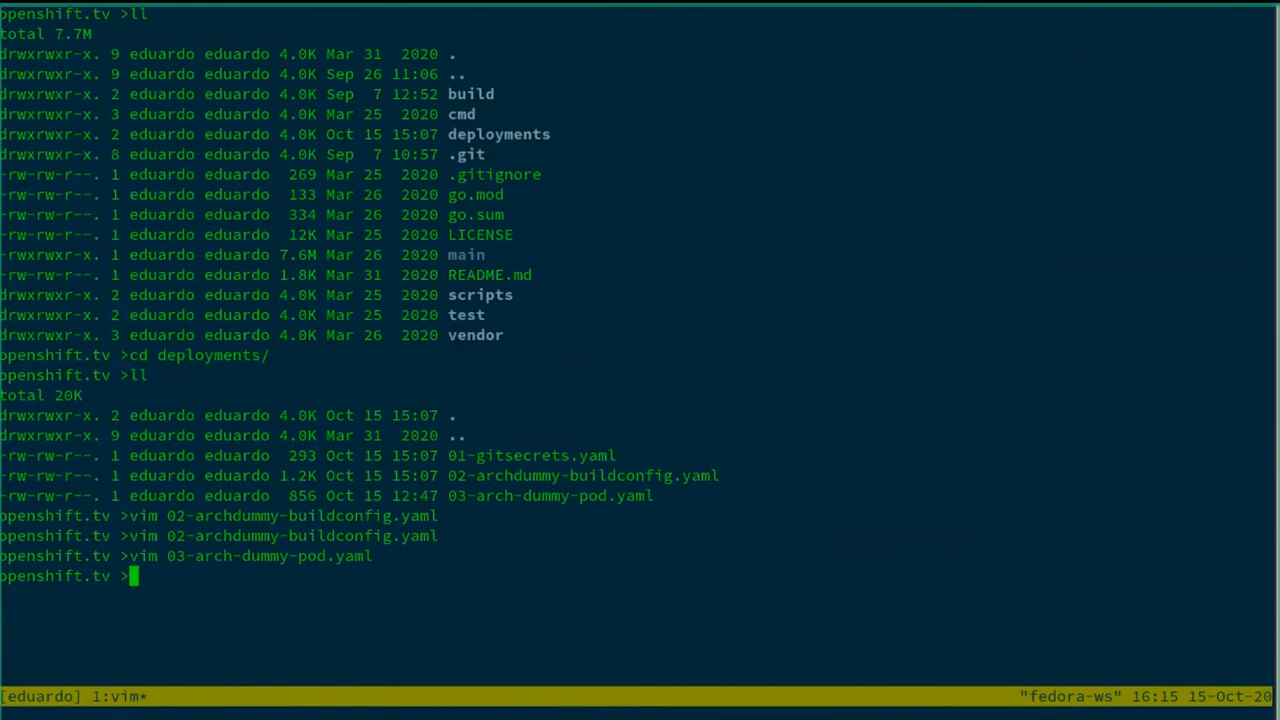 openshift.tv >ll
total 7.7M
drwxrwxr-x. 9 eduardo eduardo 4.0K Mar 31  2020 .
drwxrwxr-x. 9 eduardo eduardo 4.0K Sep 26 11:06 ..
drwxrwxr-x. 2 eduardo eduardo 4.0K Sep  7 12:52 build
drwxrwxr-x. 3 eduardo eduardo 4.0K Mar 25  2020 cmd
drwxrwxr-x. 2 eduardo eduardo 4.0K Oct 15 15:07 deployments
drwxrwxr-x. 8 eduardo eduardo 4.0K Sep  7 10:57 .git
-rw-rw-r--. 1 eduardo eduardo  269 Mar 25  2020 .gitignore
-rw-rw-r--. 1 eduardo eduardo  133 Mar 26  2020 go.mod
-rw-rw-r--. 1 eduardo eduardo  334 Mar 26  2020 go.sum
-rw-rw-r--. 1 eduardo eduardo  12K Mar 25  2020 LICENSE
-rwxrwxr-x. 1 eduardo eduardo 7.6M Mar 26  2020 main
-rw-rw-r--. 1 eduardo eduardo 1.8K Mar 31  2020 README.md
drwxrwxr-x. 2 eduardo eduardo 4.0K Mar 25  2020 scripts
drwxrwxr-x. 2 eduardo eduardo 4.0K Mar 25  2020 test
drwxrwxr-x. 3 eduardo eduardo 4.0K Mar 26  2020 vendor
openshift.tv >cd deployments/
openshift.tv >ll
total 20K
drwxrwxr-x. 2 eduardo eduardo 4.0K Oct 15 15:07 .
drwxrwxr-x. 9 eduardo eduardo 4.0K Mar 31  2020 ..
-rw-rw-r--. 1 eduardo eduardo  293 Oct 15 15:07 01-gitsecrets.yaml
-rw-rw-r--. 1 eduardo eduardo 1.2K Oct 15 15:07 02-archdummy-buildconfig.yaml
-rw-rw-r--. 1 eduardo eduardo  856 Oct 15 12:47 03-arch-dummy-pod.yaml
openshift.tv >vim 02-archdummy-buildconfig.yaml
openshift.tv >vim 02-archdummy-buildconfig.yaml
openshift.tv >vim 03-arch-dummy-pod.yaml
openshift.tv >
[eduardo] 1:vim* "fedora-ws" 16:15 15-Oct-20